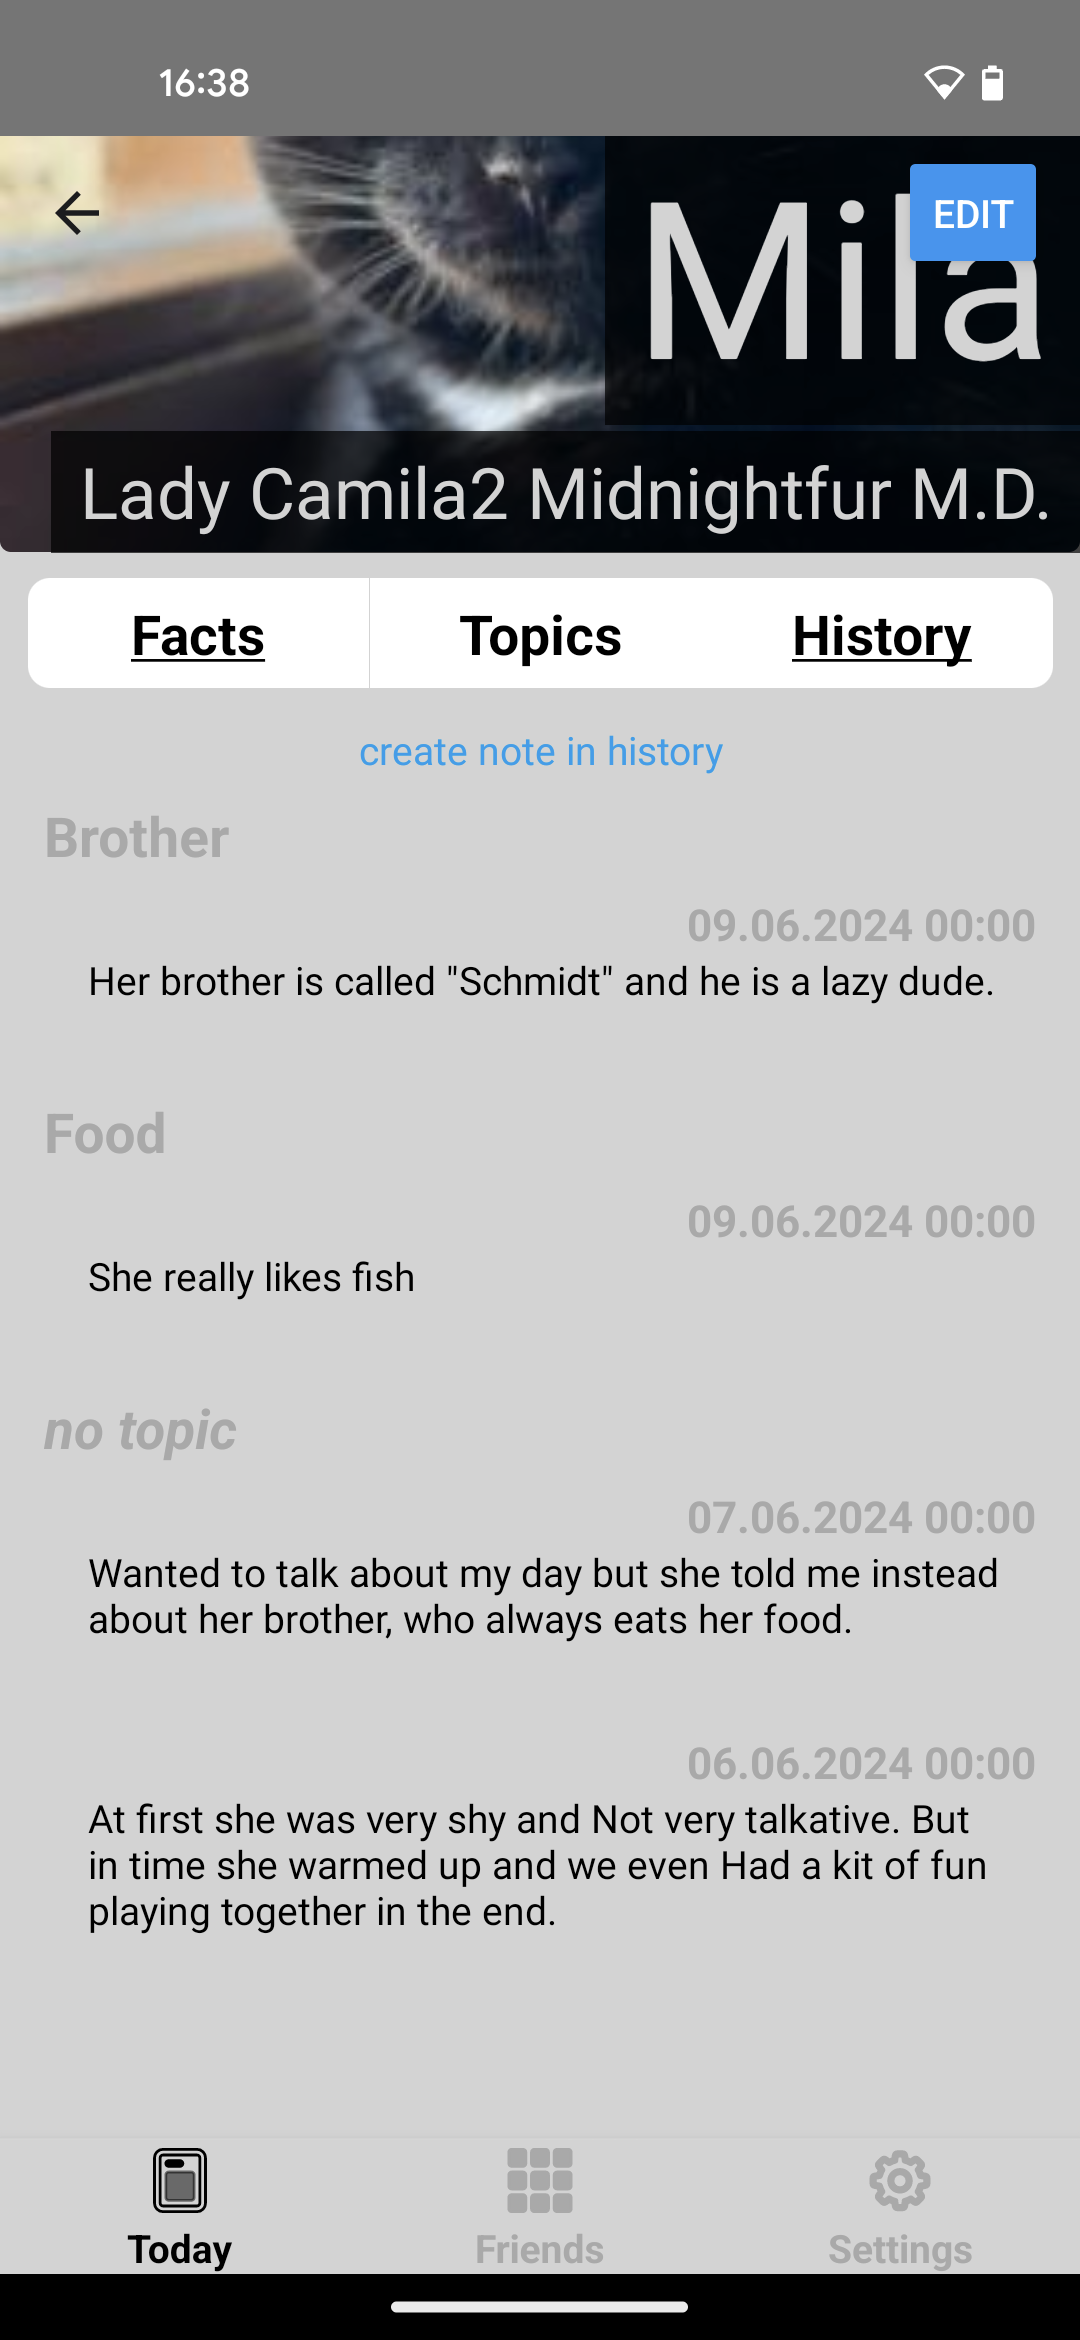 16:38
EDIT
Mila
Lady Camila2 Midnightfur M.D.
Facts
Topics
History
create note in history
Brother
09.06.2024 00:00
Her brother is called "Schmidt" and he is a lazy dude.
Food
09.06.2024 00:00
She really likes fish
no topic
07.06.2024 00:00
Wanted to talk about my day but she told me instead
about her brother, who always eats her food.
06.06.2024 00:00
At first she was very shy and Not very talkative. But
in time she warmed up and we even Had a kit of fun
playing together in the end.
Today
Friends
Settings